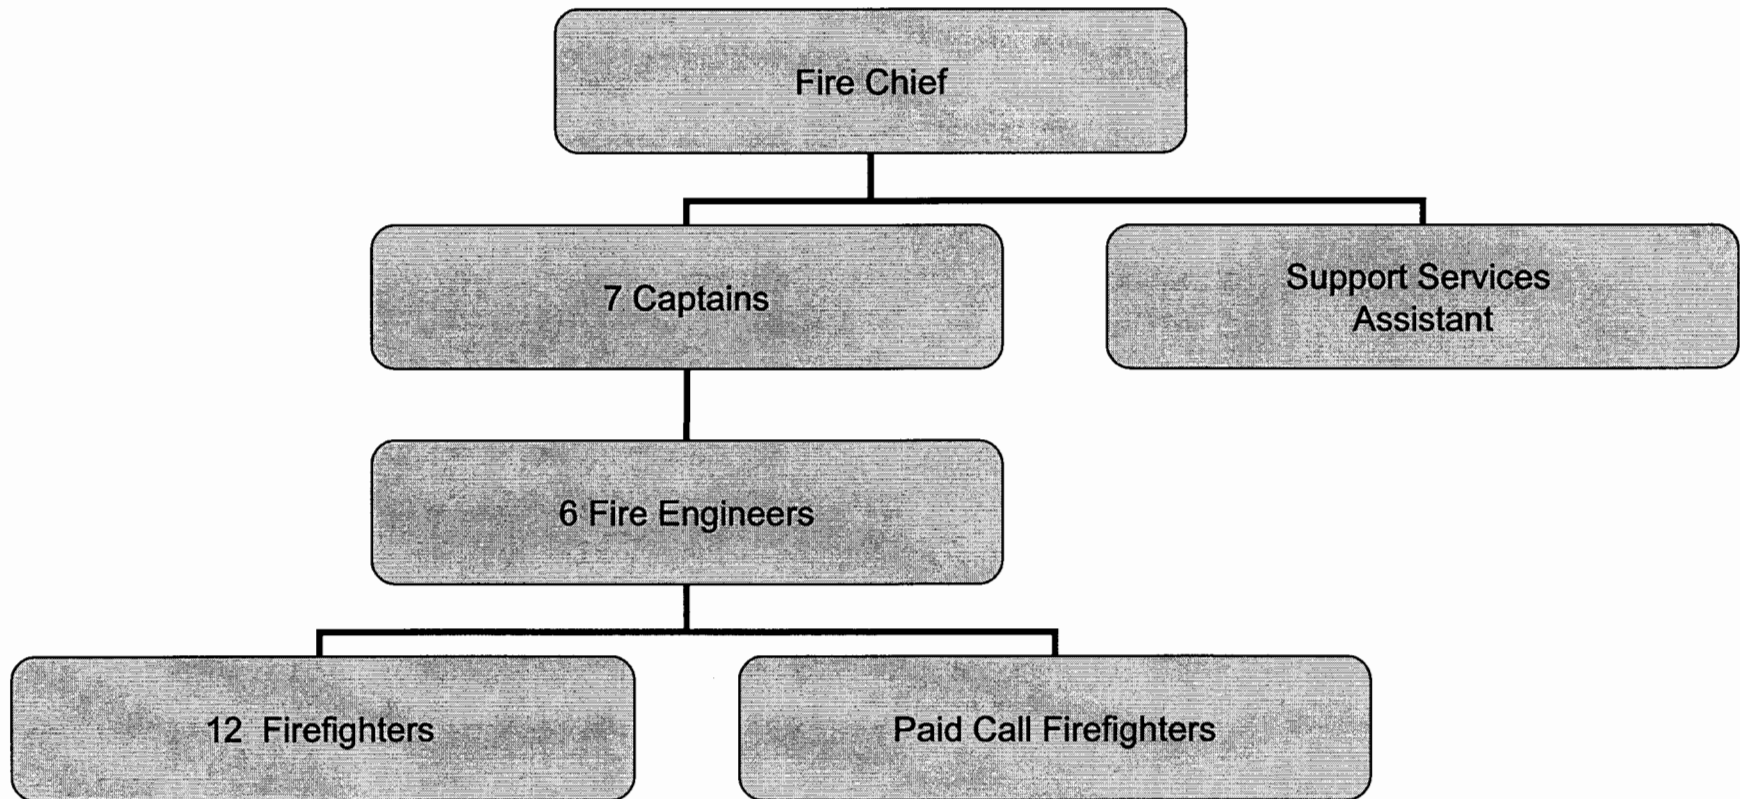 Fire Chief
7 Captains
Support Services
Assistant
6 Fire Engineers
12 Firefighters
Paid Call Firefighters